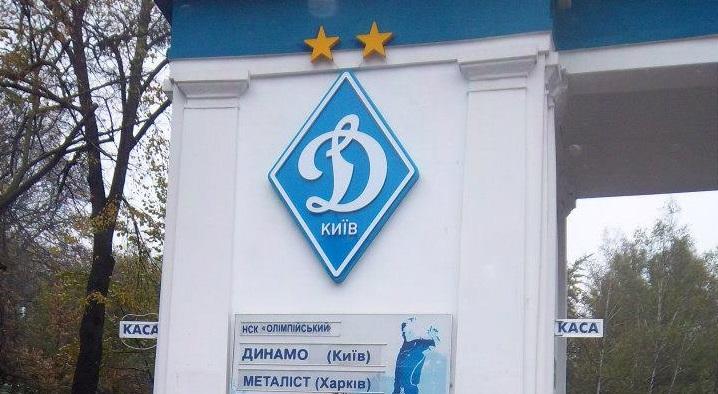 Д
КИЇВ
КАСА
КАСА
НСК «ОЛІМПІЙСЬКИЙ»
ДИНАМО (Київ)
МЕТАЛІСТ (Харків)